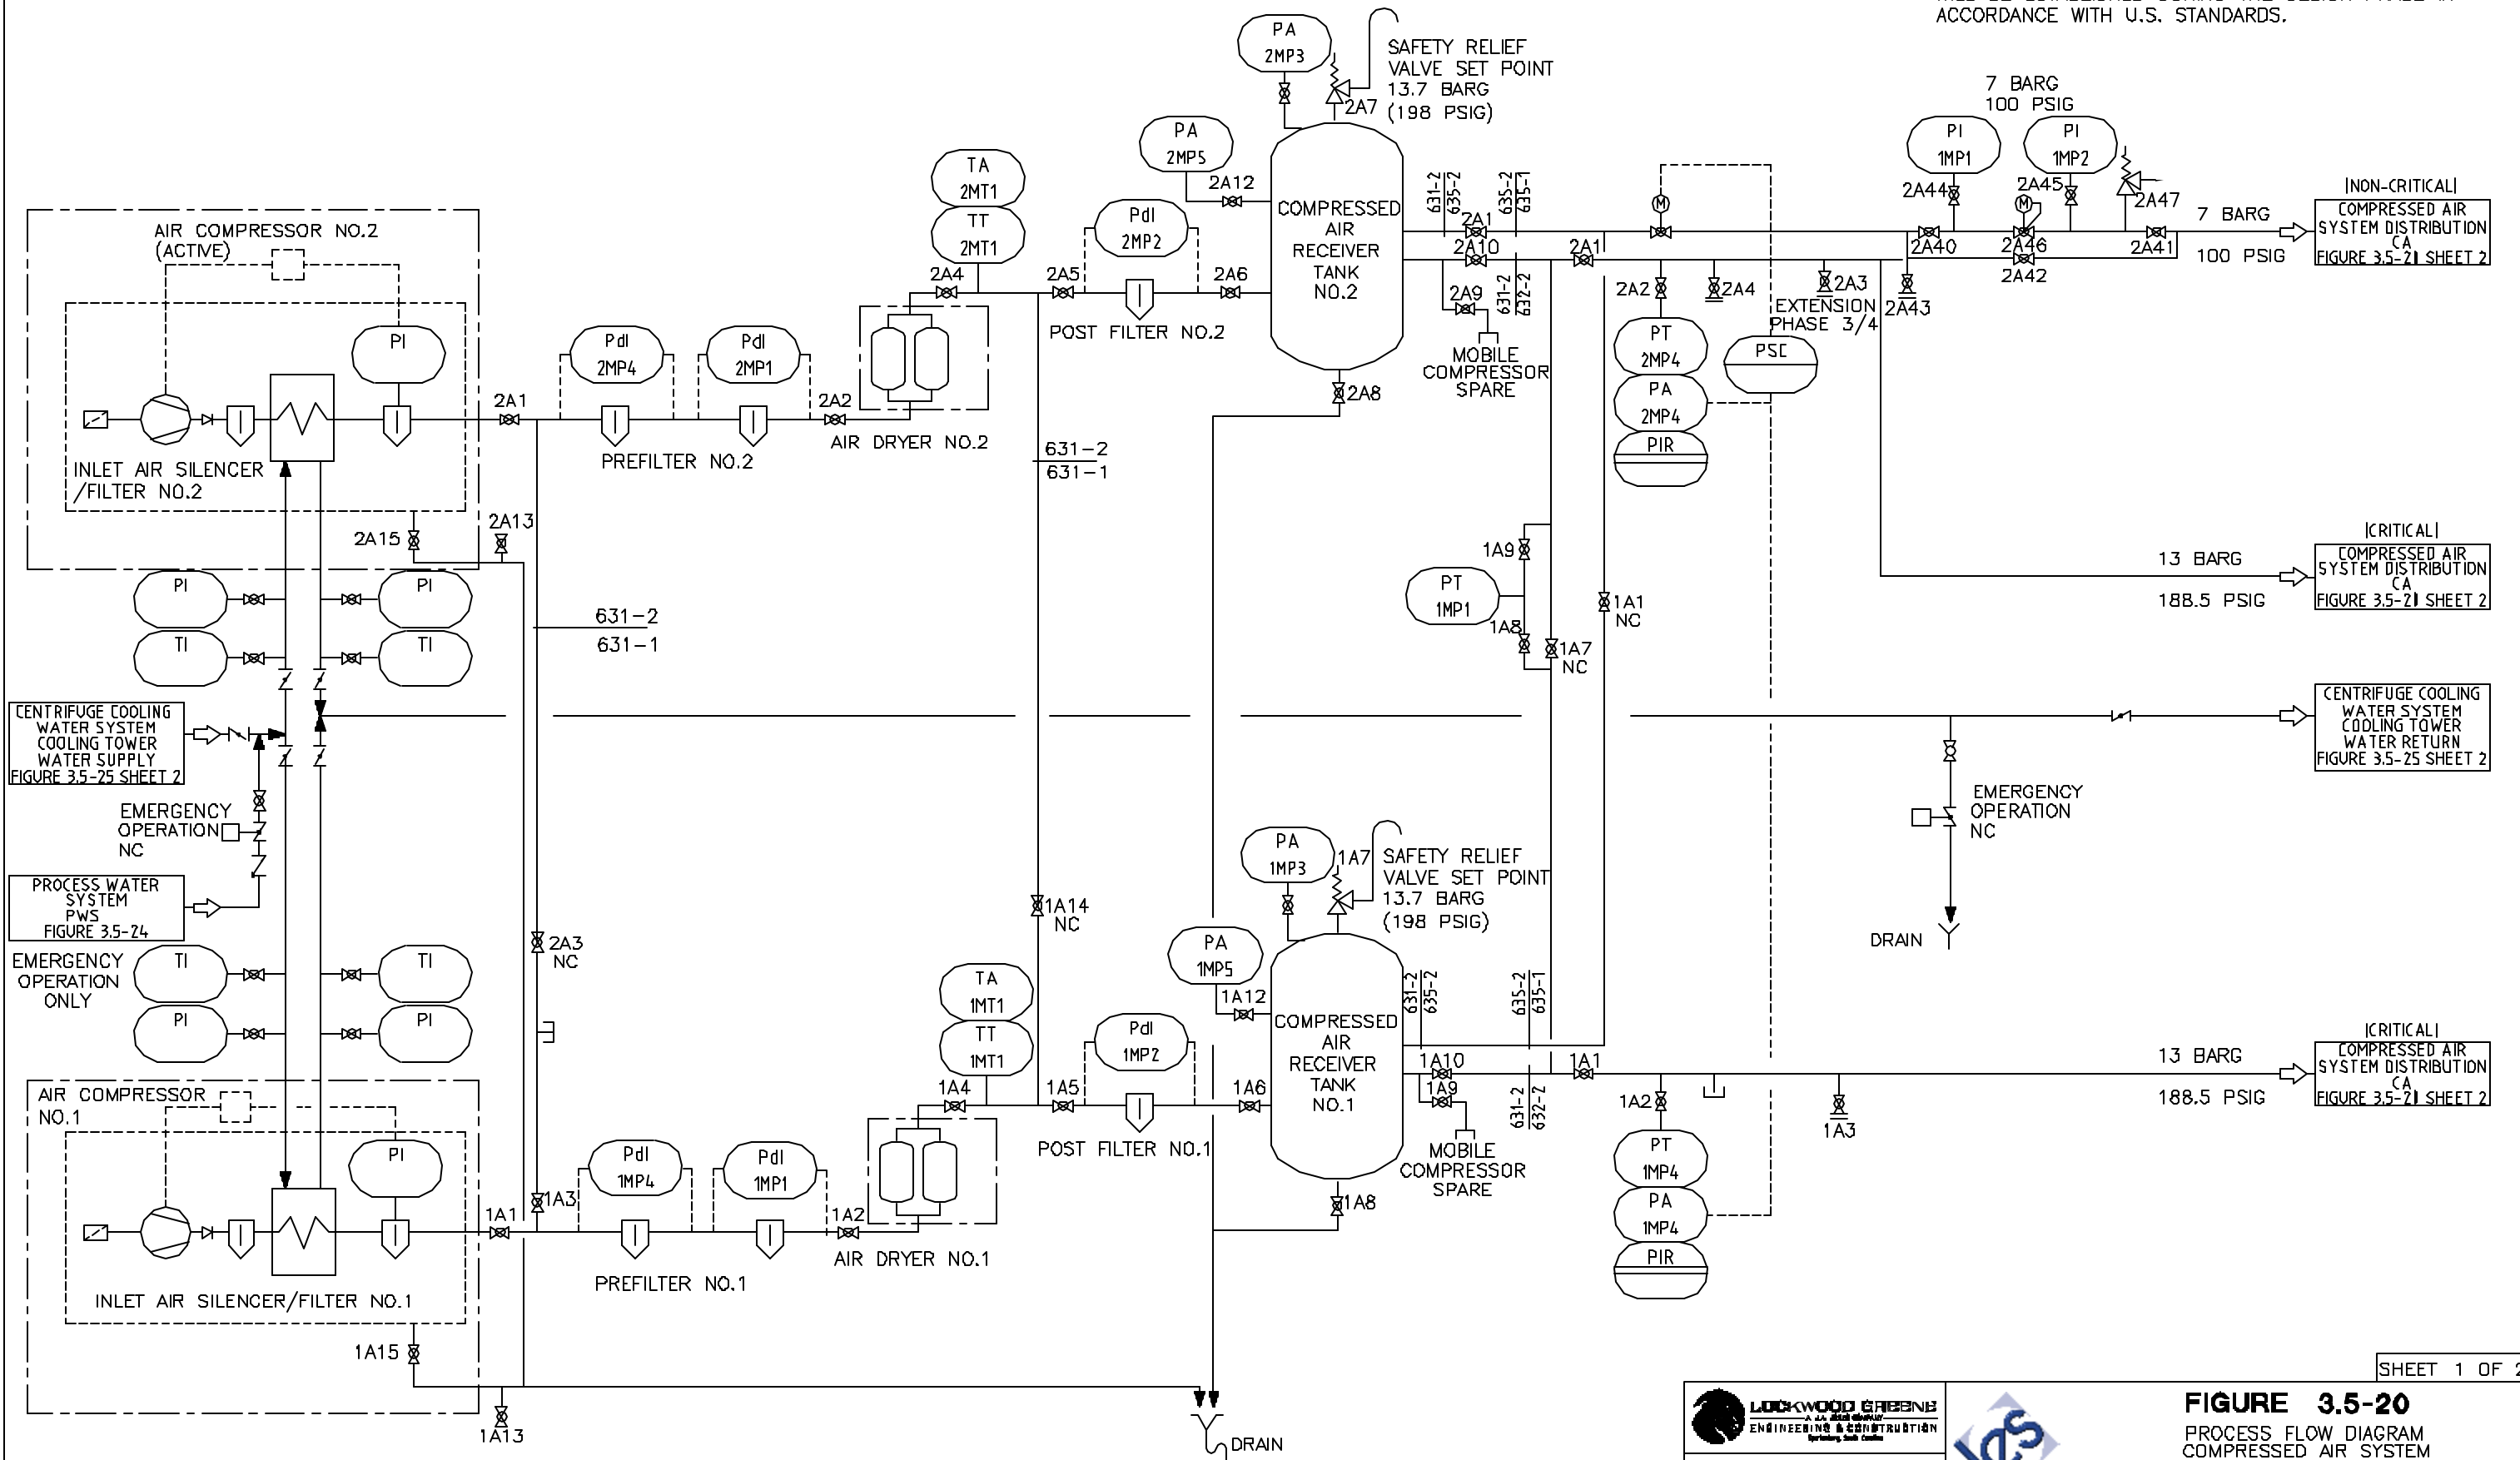 ACCORDANCE WITH U.S. STANDARDS.
PA
2MP3
SAFETY RELIEF
VALVE SET POINT
13.7 BARG
(198 PSIG)
2A7
7 BARG
100 PSIG
PA
2MP5
2A12
PI
1MP1
PI
1MP2
2A44
2A45
2A47
TA
2MT1
TT
2MT1
PdI
2MP2
COMPRESSED
AIR
RECEIVER
TANK
NO.2
631-2
635-2
635-2
635-1
2A1
2A10
2A1
M
M
2A40
2A46
2A42
2A41
7 BARG
100 PSIG
|NON-CRITICAL|
COMPRESSED AIR
SYSTEM DISTRIBUTION
CA
FIGURE 3.5-21 SHEET 2
AIR COMPRESSOR NO.2
(ACTIVE)
PI
2A4
2A5
2A6
POST FILTER NO.2
2A9
631-2
632-2
MOBILE
COMPRESSOR
SPARE
2A2
2A4
2A3
EXTENSION
PHASE 3/4
2A43
PT
2MP4
PA
2MP4
PIR
PSC
PdI
2MP4
PdI
2MP1
2A1
2A2
AIR DRYER NO.2
PREFILTER NO.2
2A8
INLET AIR SILENCER
/FILTER NO.2
631-2
631-1
2A15
2A13
1A9
PT
1MP1
1A8
1A7
NC
1A1
NC
13 BARG
188.5 PSIG
|CRITICAL|
COMPRESSED AIR
SYSTEM DISTRIBUTION
CA
FIGURE 3.5-21 SHEET 2
PI
PI
TI
TI
631-2
631-1
CENTRIFUGE COOLING
WATER SYSTEM
COOLING TOWER
WATER SUPPLY
FIGURE 3.5-25 SHEET 2
CENTRIFUGE COOLING
WATER SYSTEM
COOLING TOWER
WATER RETURN
FIGURE 3.5-25 SHEET 2
EMERGENCY
OPERATION
NC
EMERGENCY
OPERATION
NC
DRAIN
PROCESS WATER
SYSTEM
PWS
FIGURE 3.5-24
EMERGENCY
OPERATION
ONLY
TI
TI
PI
PI
2A3
NC
1A14
NC
PA
1MP3
1A7
SAFETY RELIEF
VALVE SET POINT
13.7 BARG
(198 PSIG)
PA
1MP5
1A12
TA
1MT1
TT
1MT1
PdI
1MP2
1A4
1A5
1A6
POST FILTER NO.1
COMPRESSED
AIR
RECEIVER
TANK
NO.1
631-2
635-2
635-2
635-1
1A10
1A9
631-2
632-2
1A1
MOBILE
COMPRESSOR
SPARE
1A2
1A3
PT
1MP4
PA
1MP4
PIR
13 BARG
188.5 PSIG
|CRITICAL|
COMPRESSED AIR
SYSTEM DISTRIBUTION
CA
FIGURE 3.5-21 SHEET 2
AIR COMPRESSOR
NO.1
PI
1A1
1A3
PdI
1MP4
PdI
1MP1
1A2
AIR DRYER NO.1
PREFILTER NO.1
1A8
INLET AIR SILENCER/FILTER NO.1
1A15
1A13
DRAIN
SHEET 1 OF 2
LOCKWOOD GREENE
ENGINEERING & CONSTRUCTION
LES
FIGURE 3.5-20
PROCESS FLOW DIAGRAM
COMPRESSED AIR SYSTEM